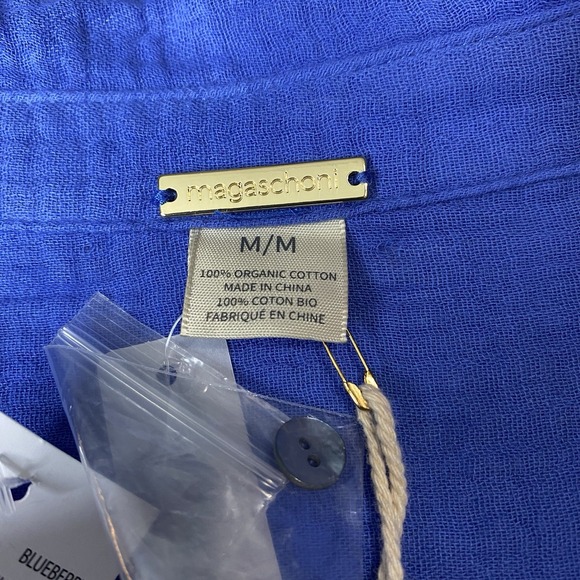 magaschoni
M/M
100% ORGANIC COTTON
MADE IN CHINA
100% COTON BIO
FABRIQUÉ EN CHINE